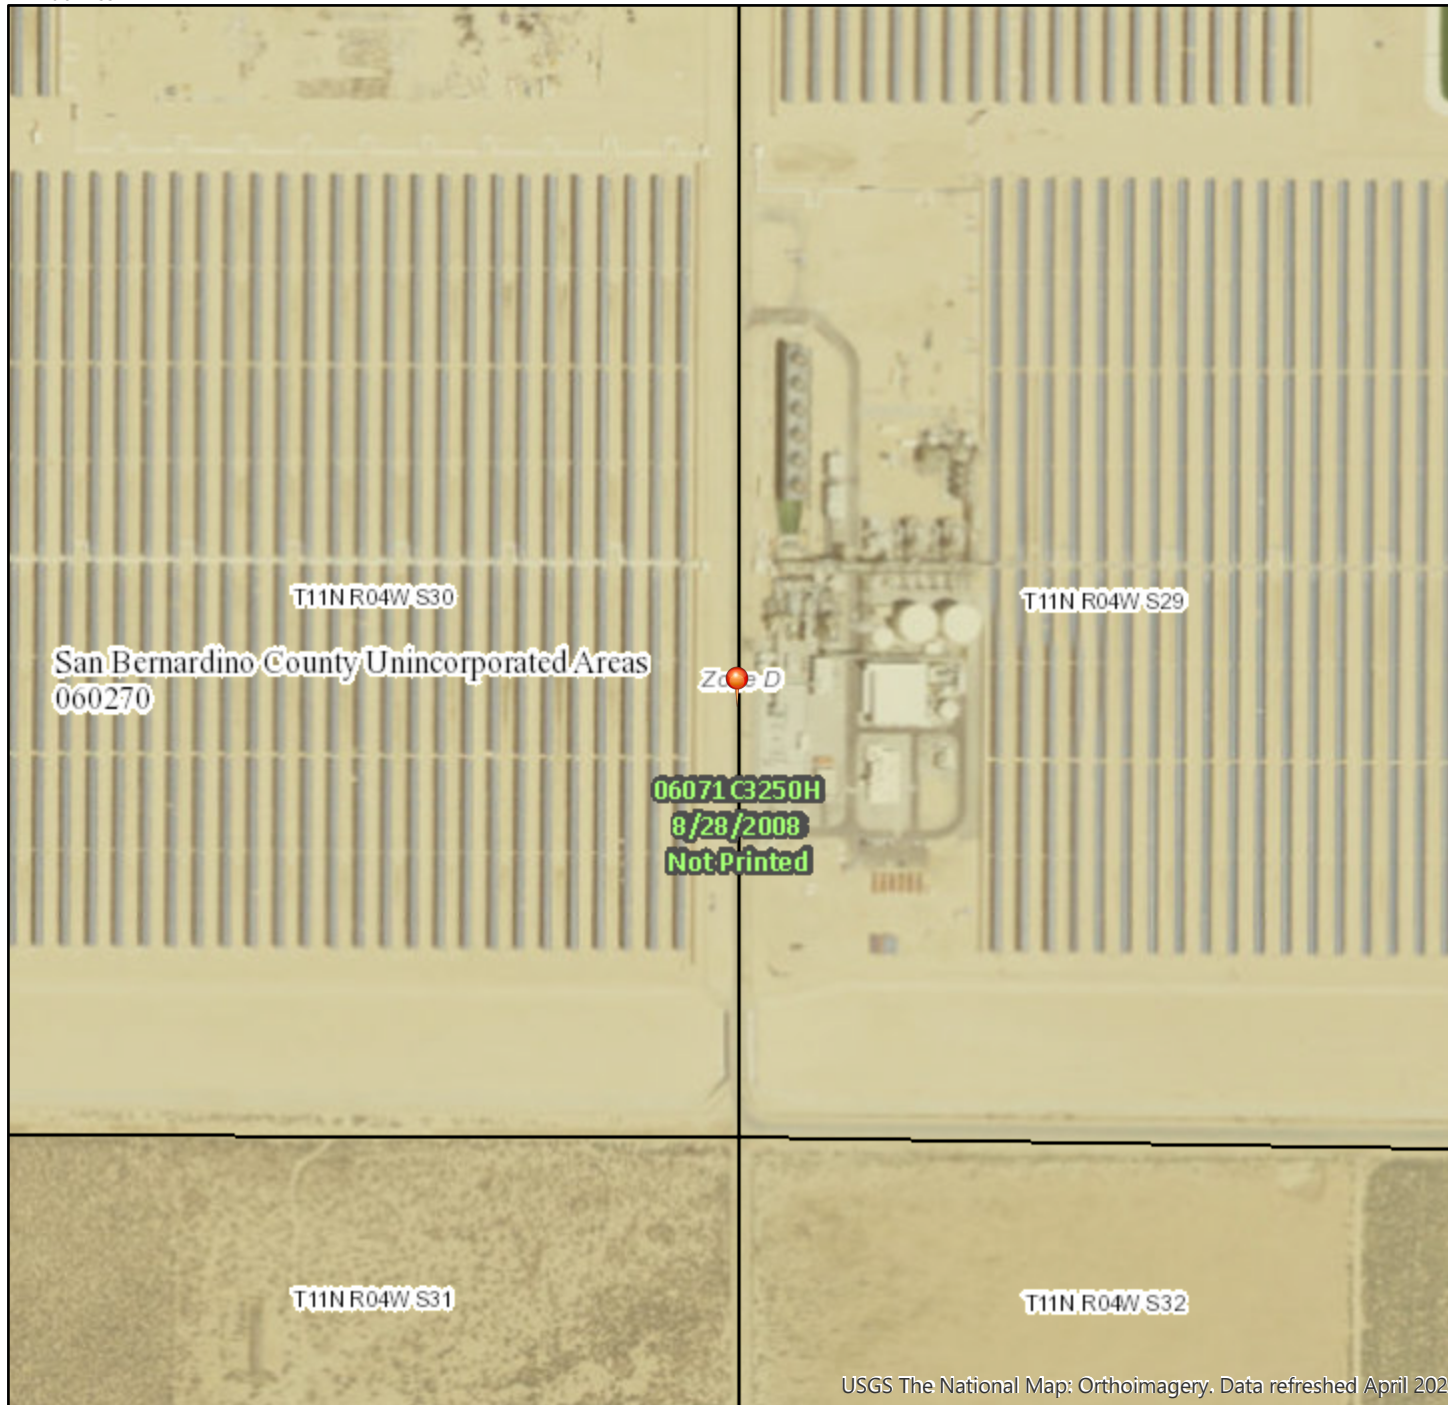 T11N R04W S30
T11N R04W S29
San Bernardino County Unincorporated Areas
060270
Zone D
06071C3250H
8/28/2008
Not Printed
T11N R04W S31
T11N R04W S32
USGS The National Map: Orthoimagery. Data refreshed April 202